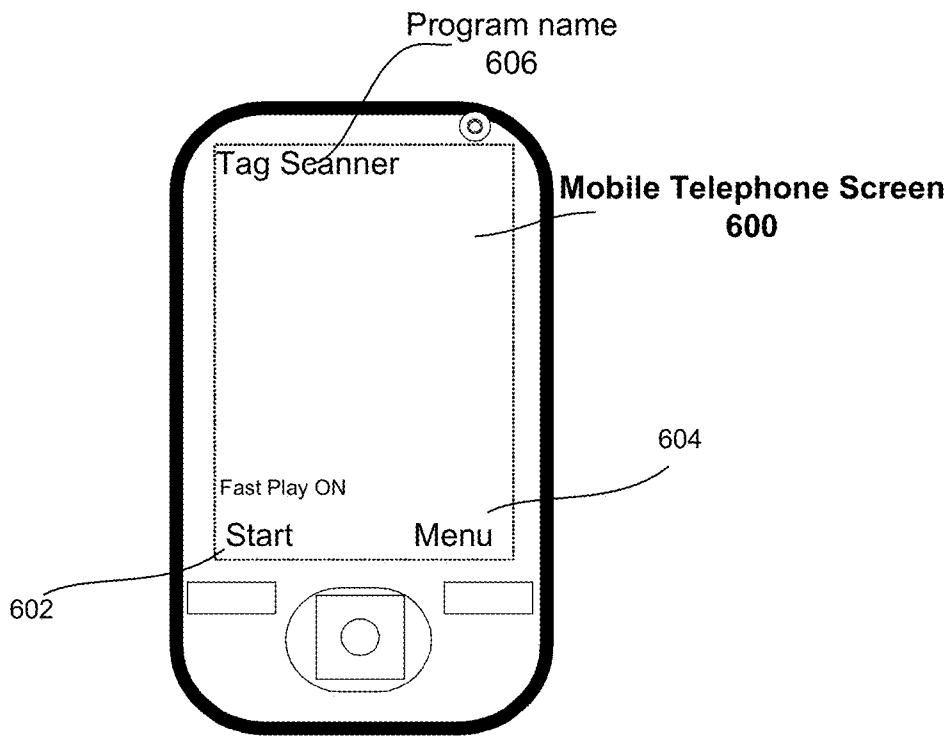 Program name
606
Tag Scanner
Mobile Telephone Screen
600
604
Fast Play ON
Start
Menu
602